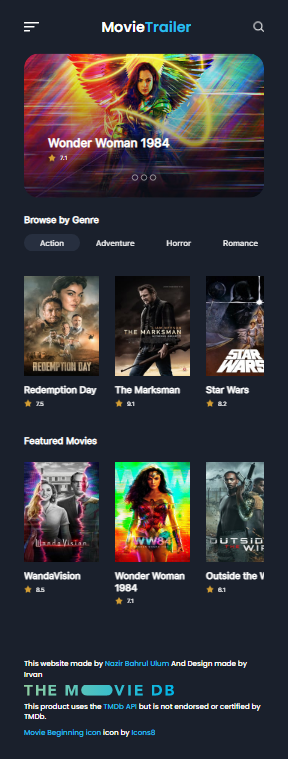 MovieTrailer
Wonder Woman 1984
7.1
Browse by Genre
Action Adventure Horror Romance
REDEMPTION DAY
THE MARKSMAN
STAR WARS
Redemption Day The Marksman Star Wars
7.5 9.1 8.2
Featured Movies
WandaVision
WW84
OUTSID
WIR
WandaVision Wonder Woman 1984 Outside the W
8.5 7.1 6.1
This website made by Nazir Bahrul Ulum And Design made by
Irvan
THE MOVIE DB
This product uses the TMDb API but is not endorsed or certified by
TMDb.
Movie Beginning icon icon by Icons8